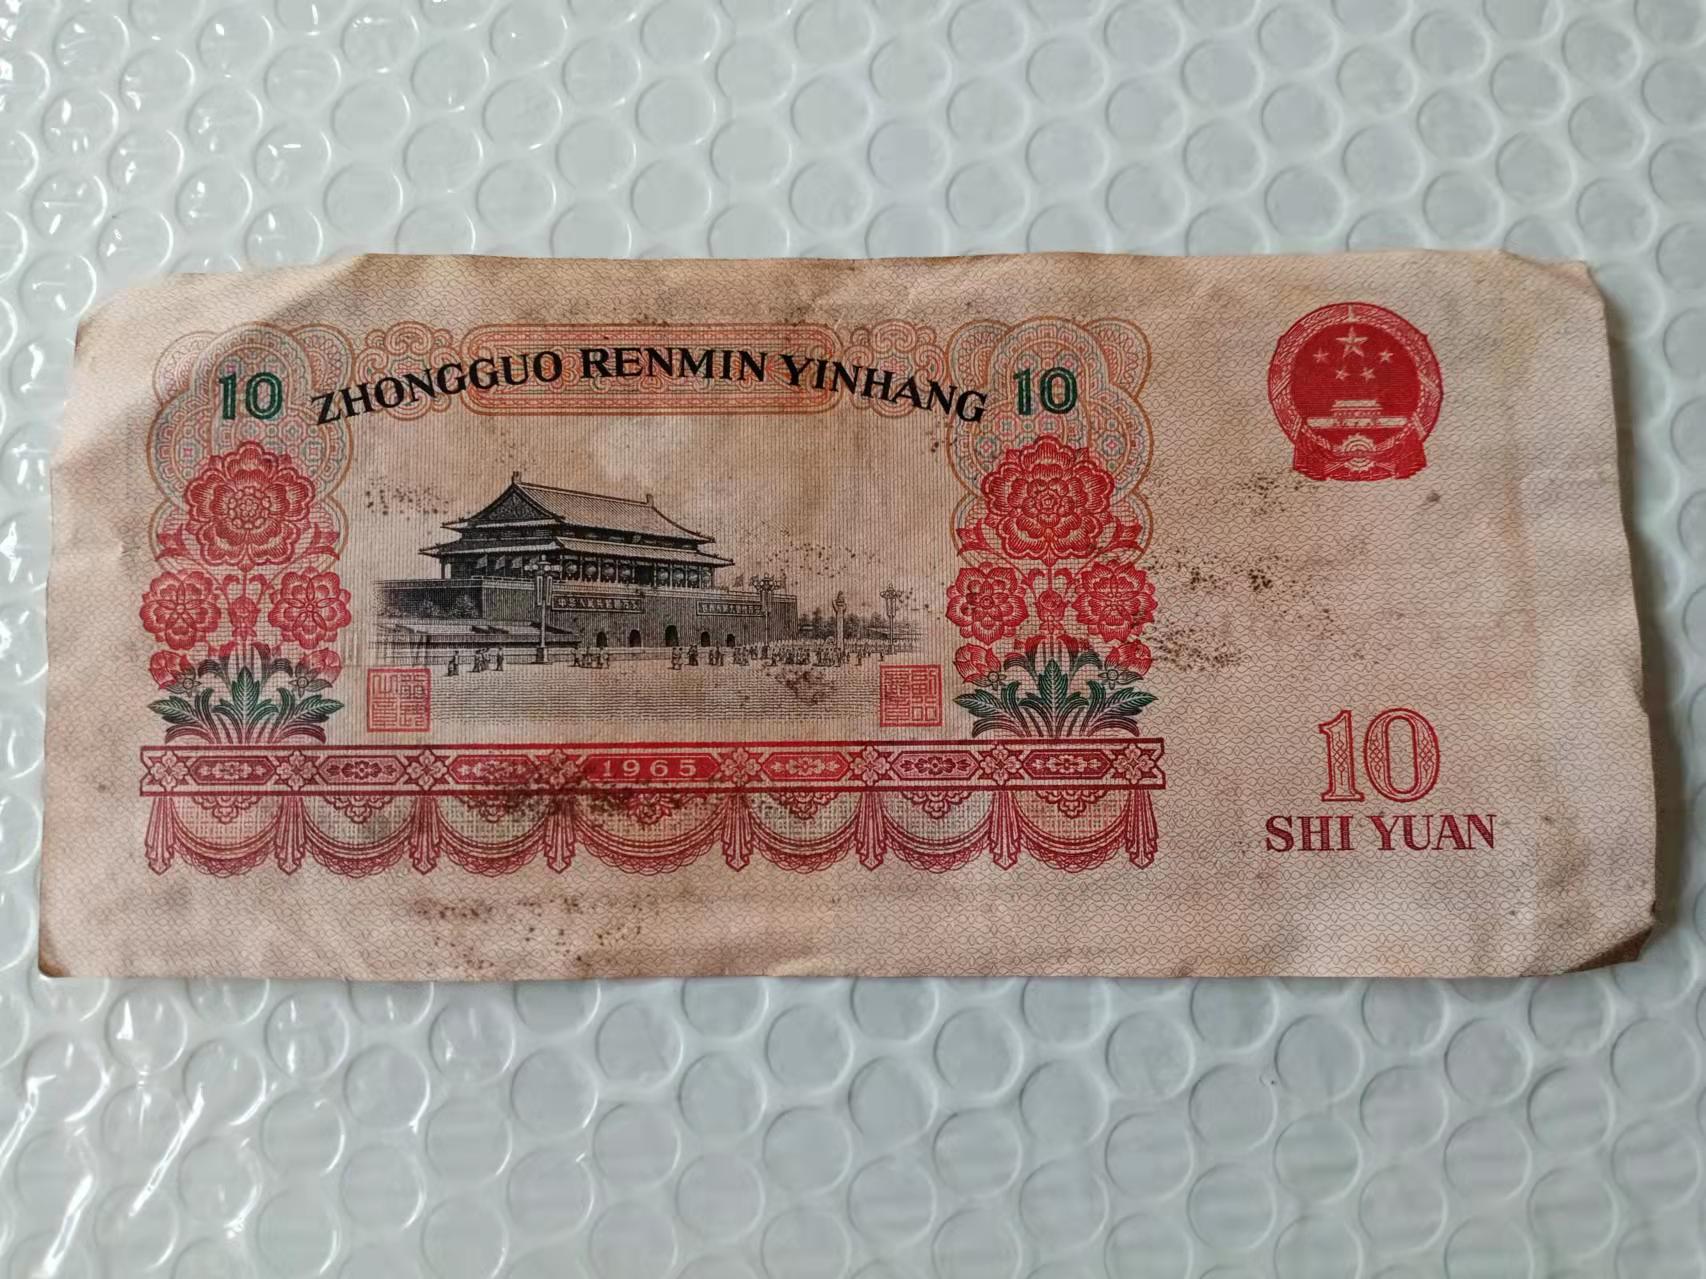 10 ZHONGGUO RENMIN YINHANG 10
1965
10
SHI YUAN